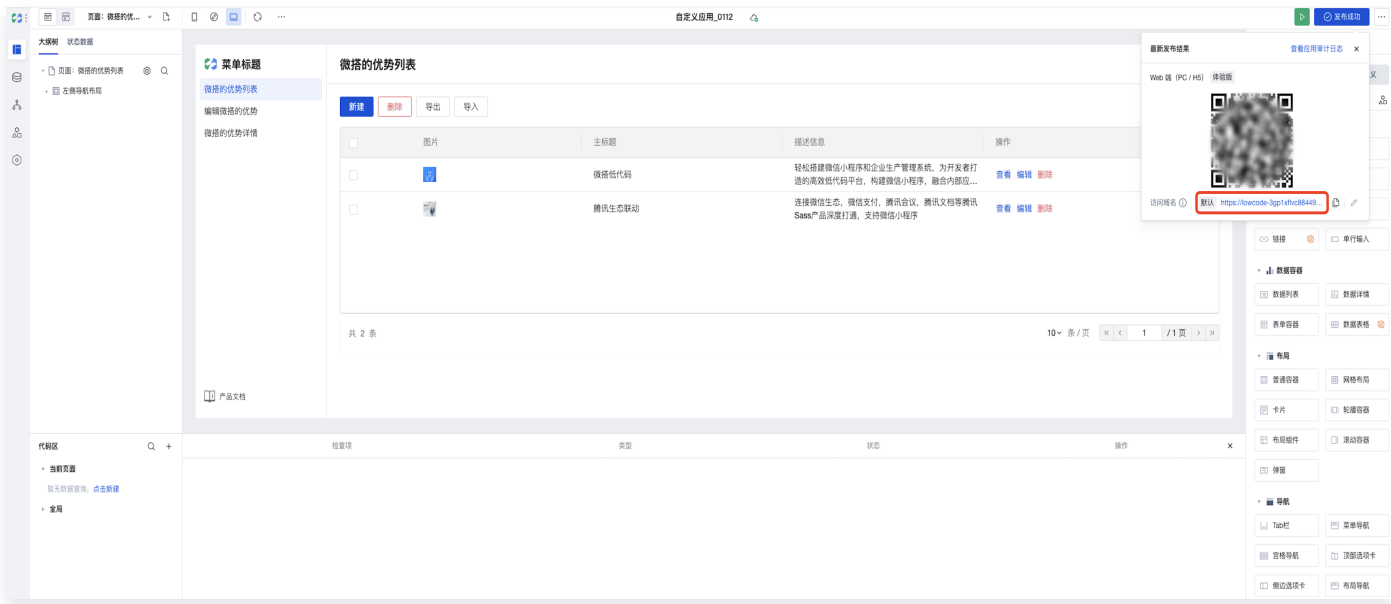 页面：微搭的优...
自定义应用_0112
发布成功
大纲树 状态数据
页面：微搭的优势列表
左侧导航布局
菜单标题
微搭的优势列表
编辑微搭的优势
微搭的优势详情
产品文档
微搭的优势列表
新建 删除 导出 导入
图片 主标题 描述信息 操作
微搭低代码 轻松搭建微信小程序和企业生产管理系统，为开发者打
造的高效低代码平台，构建微信小程序，融合内部应... 查看 编辑 删除
腾讯生态联动 连接微信生态，微信支付，腾讯会议，腾讯文档等腾讯
Sass产品深度打通，支持微信小程序 查看 编辑 删除
共 2 条
10 条 / 页 1 / 1 页
最新发布结果 查看应用审计日志
Web 端（PC / H5） 体验版
访问域名 默认 https://lowcode-3gp1xflvc88449...
义
链接 单行输入
数据容器
数据列表 数据详情
表单容器 数据表格
布局
普通容器 网格布局
卡片 轮播容器
布局组件 滚动容器
弹窗
导航
Tab栏 菜单导航
宫格导航 顶部选项卡
侧边选项卡 布局导航
代码区
当前页面
暂无数据查询，点击新建
全局
检查项 类型 状态 操作